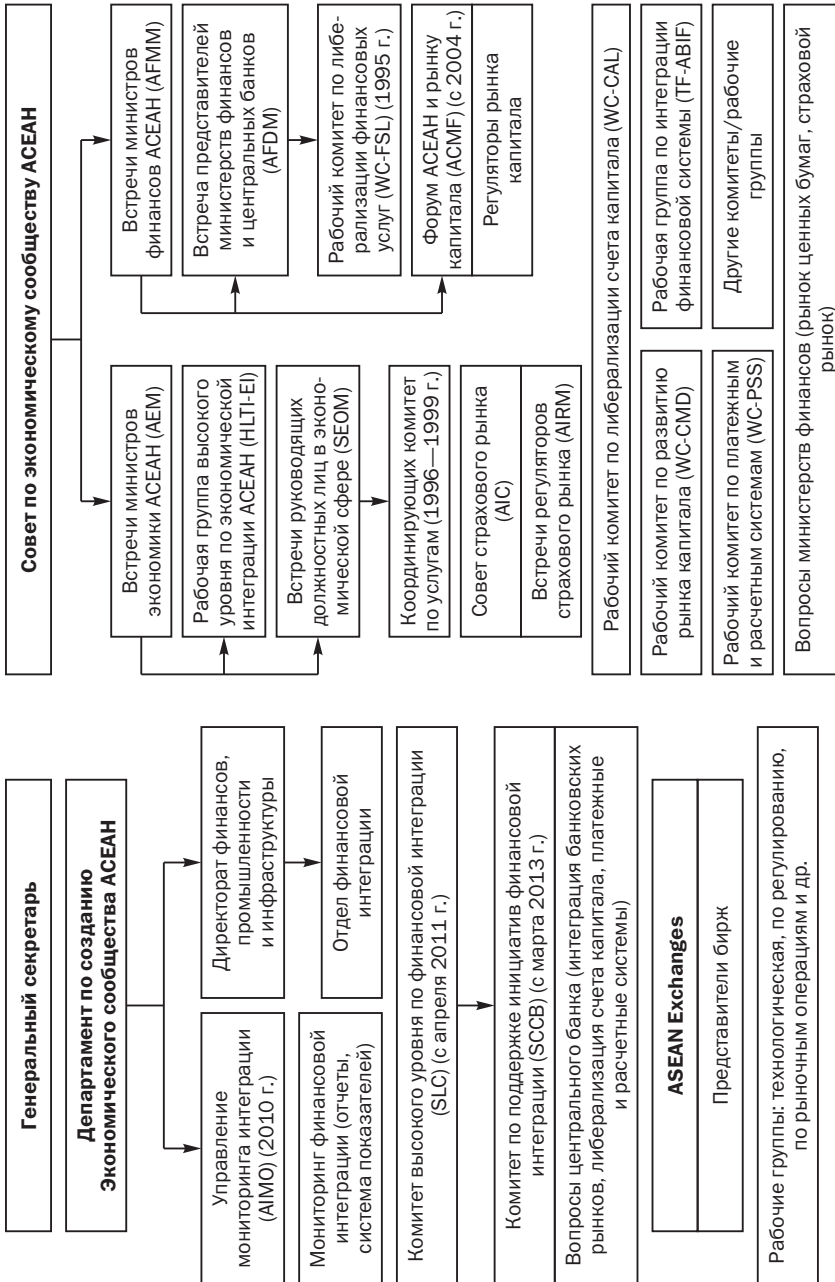 Генеральный секретарь
Департамент по созданию
Экономического сообщества АСЕАН
Управление
мониторинга интеграции
(AIMO) (2010 г.)
Директорат финансов,
промышленности
и инфраструктуры
Мониторинг финансовой
интеграции (отчеты,
система показателей)
Отдел финансовой
интеграции
Комитет высокого уровня по финансовой интеграции
(SLC) (с апреля 2011 г.)
Комитет по поддержке инициатив финансовой
интеграции (SCCB) (с марта 2013 г.)
Вопросы центрального банка (интеграция банковских
рынков, либерализация счета капитала, платежные
и расчетные системы)
ASEAN Exchanges
Представители бирж
Рабочие группы: технологическая, по регулированию,
по рыночным операциям и др.
Совет по экономическому сообществу АСЕАН
Встречи министров
экономики АСЕАН (AEM)
Рабочая группа высокого
уровня по экономической
интеграции АСЕАН (HLTI-EI)
Встречи руководящих
должностных лиц в эконо-
мической сфере (SEOM)
Координирующих комитет
по услугам (1996—1999 г.)
Совет страхового рынка
(AIC)
Встречи регуляторов
страхового рынка (AIRM)
Встречи министров
финансов АСЕАН (AFMM)
Встреча представителей
министерств финансов
и центральных банков
(AFDM)
Рабочий комитет по либе-
рализации финансовых
услуг (WC-FSL) (1995 г.)
Форум АСЕАН и рынку
капитала (ACMF) (с 2004 г.)
Регуляторы рынка
капитала
Рабочий комитет по либерализации счета капитала (WC-CAL)
Рабочий комитет по развитию
рынка капитала (WC-CMD)
Рабочая группа по интеграции
финансовой системы (TF-ABIF)
Рабочий комитет по платежным
и расчетным системам (WC-PSS)
Другие комитеты/рабочие
группы
Вопросы министерств финансов (рынок ценных бумаг, страховой
рынок)